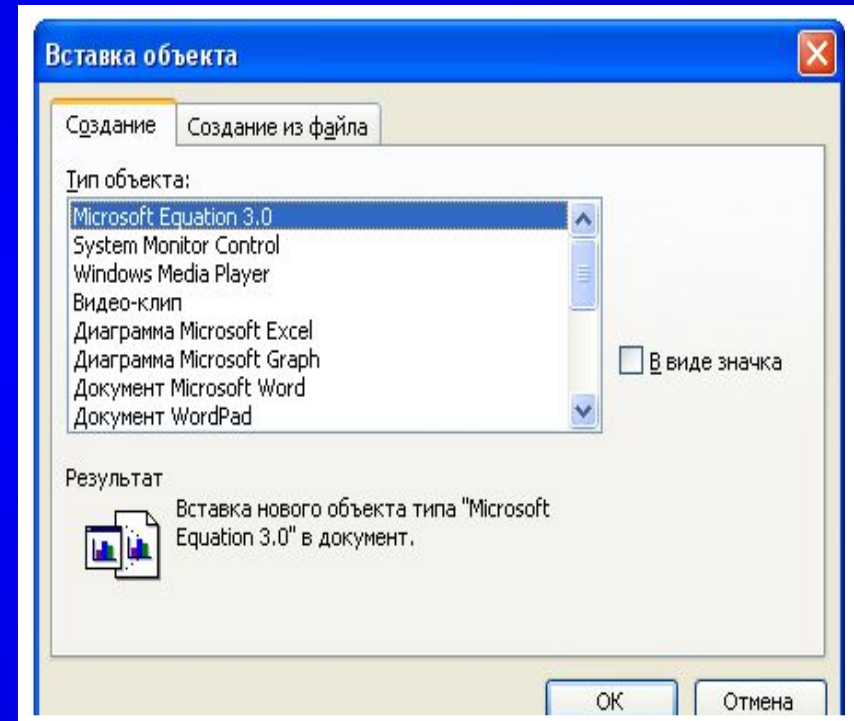 Вставка объекта
Создание
Создание из файла
Тип объекта:
Microsoft Equation 3.0
System Monitor Control
Windows Media Player
Видео-клип
Диаграмма Microsoft Excel
Диаграмма Microsoft Graph
Документ Microsoft Word
Документ WordPad
В виде значка
Результат
Вставка нового объекта типа "Microsoft
Equation 3.0" в документ.
ОК
Отмена